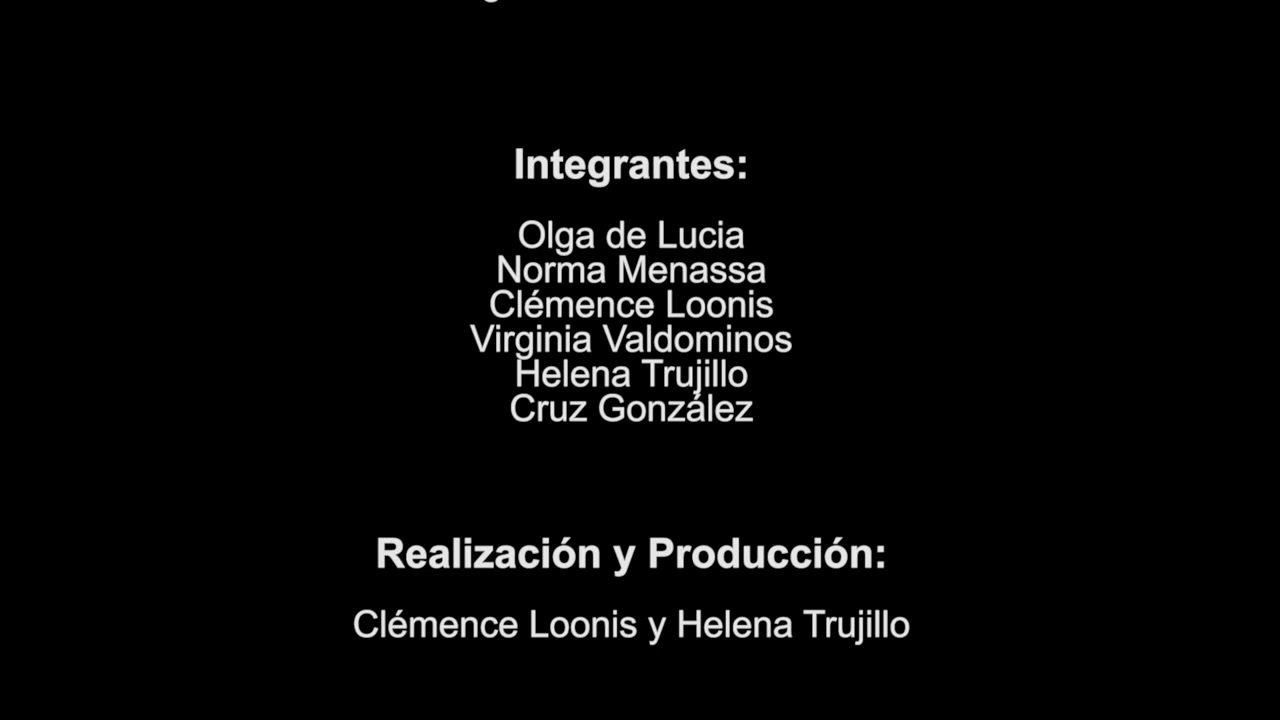 Integrantes:
Olga de Lucia
Norma Menassa
Clémence Loonis
Virginia Valdominos
Helena Trujillo
Cruz González
Realización y Producción:
Clémence Loonis y Helena Trujillo